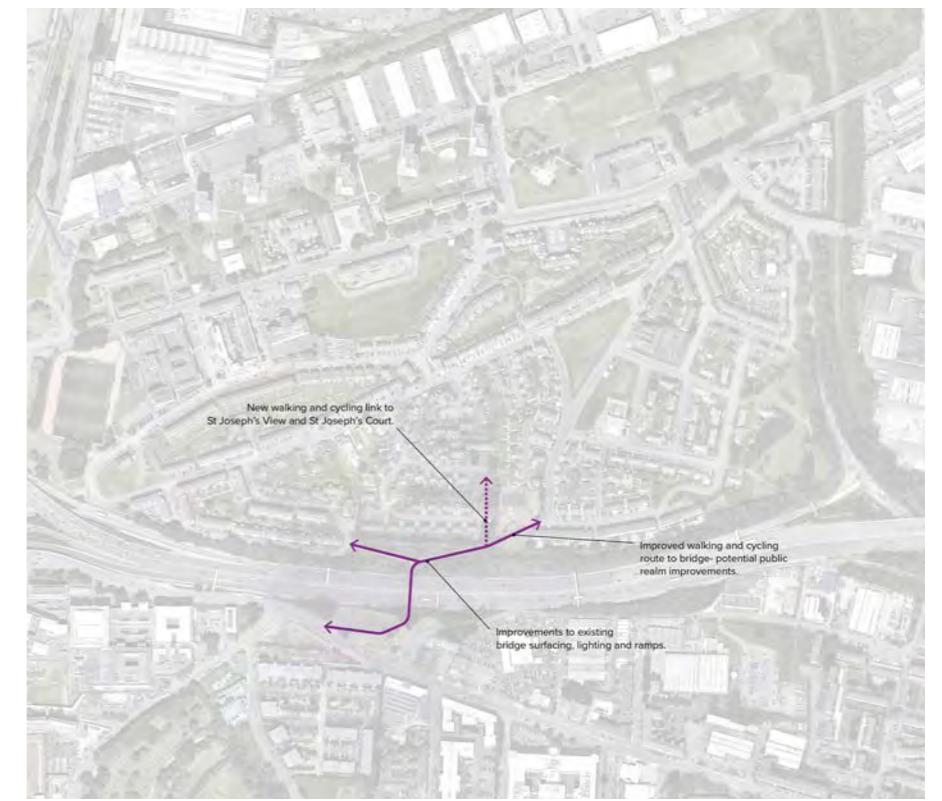 New walking and cycling link to
St Joseph's View and St Joseph's Court.
Improved walking and cycling
route to bridge- potential public
realm improvements.
Improvements to existing
bridge surfacing, lighting and ramps.